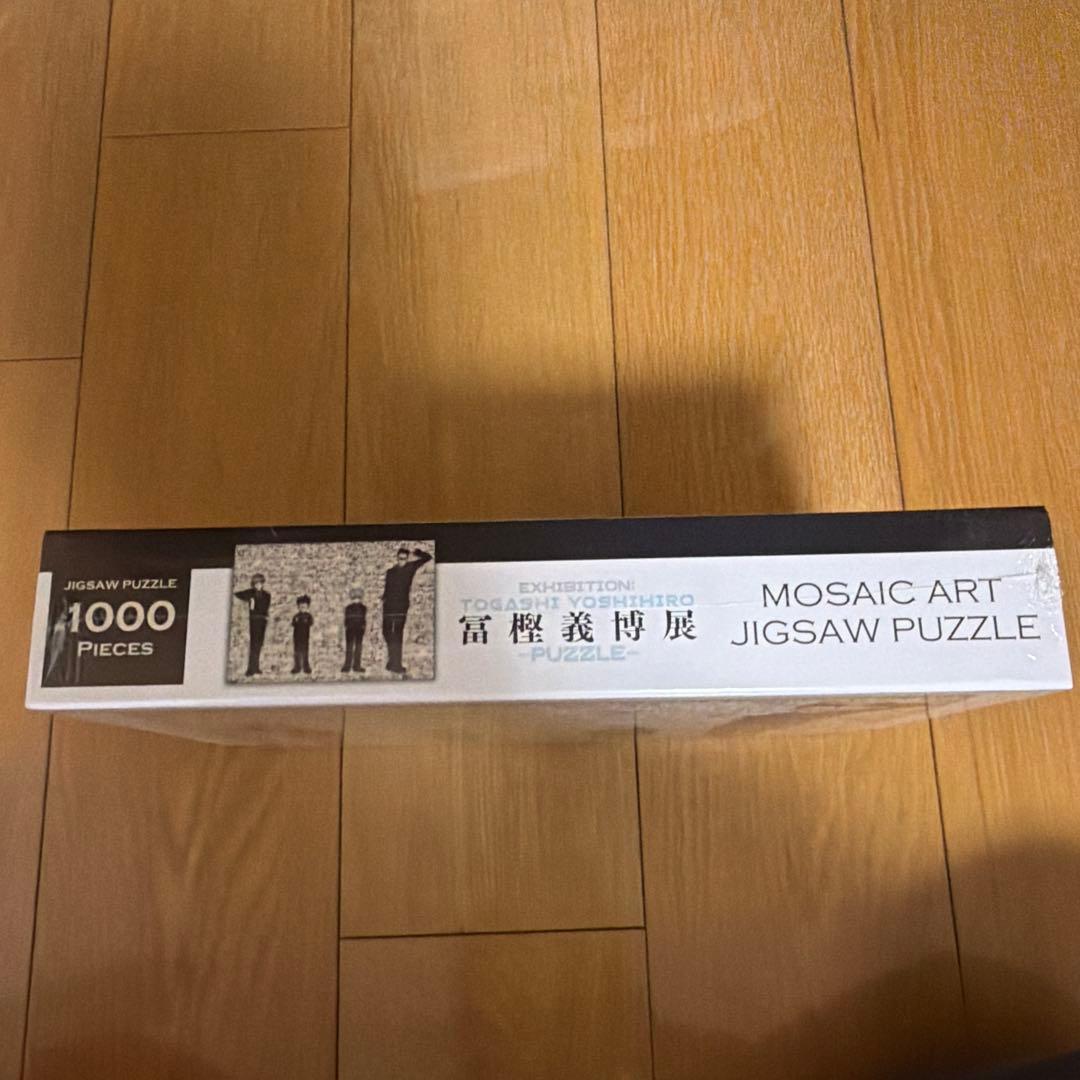 JIGSAW PUZZLE
1000
PIECES
EXHIBITION:
TOGASHI YOSHIHIRO
冨樫義博展
-PUZZLE-
MOSAIC ART
JIGSAW PUZZLE